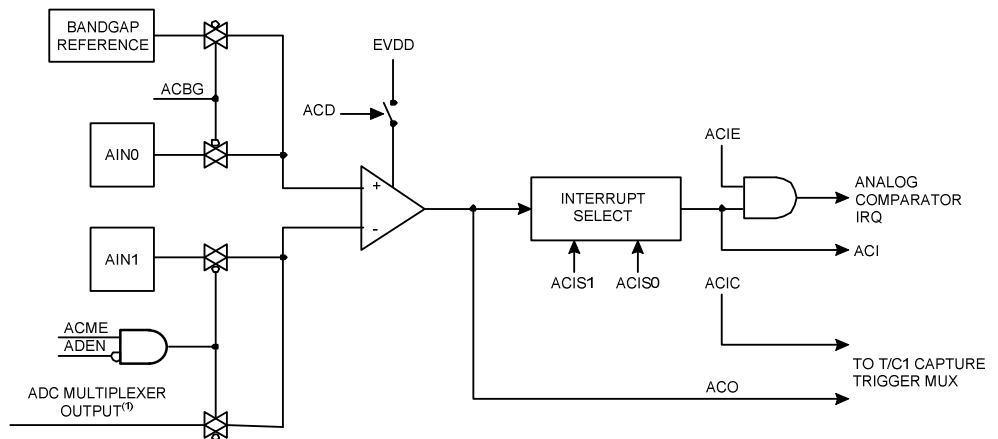 BANDGAP
REFERENCE
ACBG
AIN0
EVDD
ACD
+
-
AIN1
ACME
ADEN
ADC MULTIPLEXER
OUTPUT(1)
INTERRUPT
SELECT
ACIS1 ACIS0
ACIE
ANALOG
COMPARATOR
IRQ
ACI
ACIC
TO T/C1 CAPTURE
TRIGGER MUX
ACO